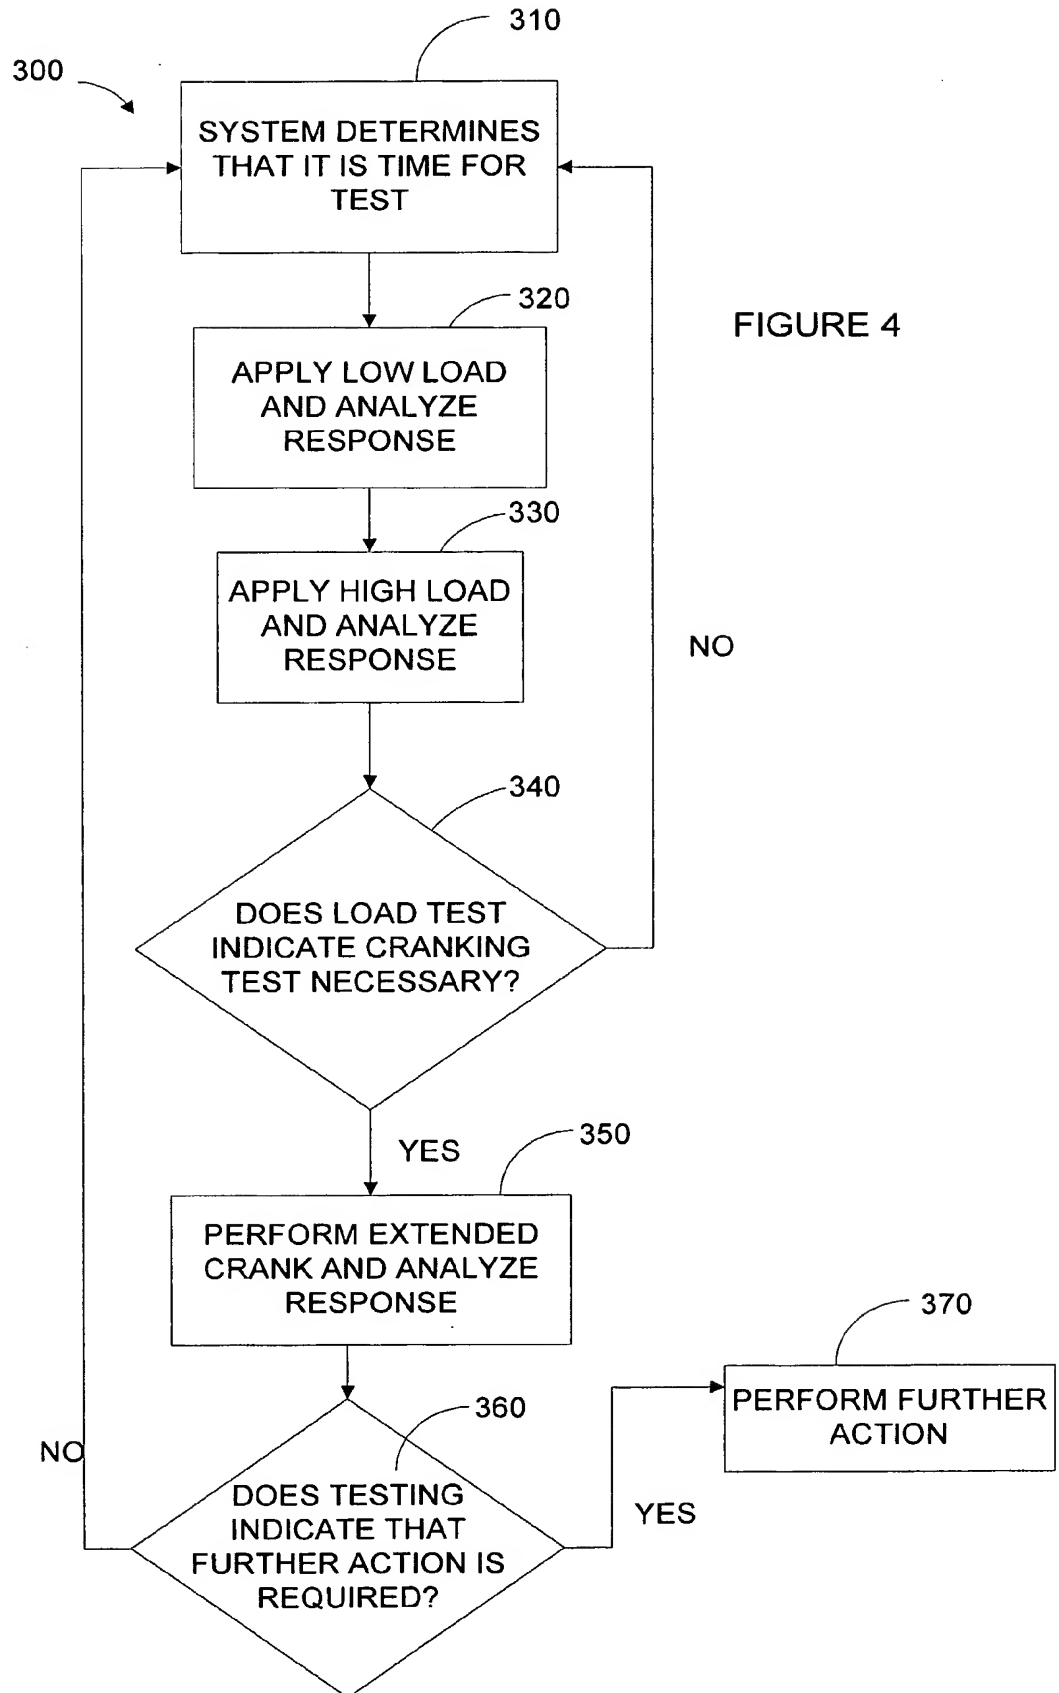 310
300
SYSTEM DETERMINES
THAT IT IS TIME FOR
TEST
320
FIGURE 4
APPLY LOW LOAD
AND ANALYZE
RESPONSE
330
APPLY HIGH LOAD
AND ANALYZE
RESPONSE
NO
340
DOES LOAD TEST
INDICATE CRANKING
TEST NECESSARY?
YES
350
PERFORM EXTENDED
CRANK AND ANALYZE
RESPONSE
370
PERFORM FURTHER
ACTION
360
NO
DOES TESTING
INDICATE THAT
FURTHER ACTION IS
REQUIRED?
YES